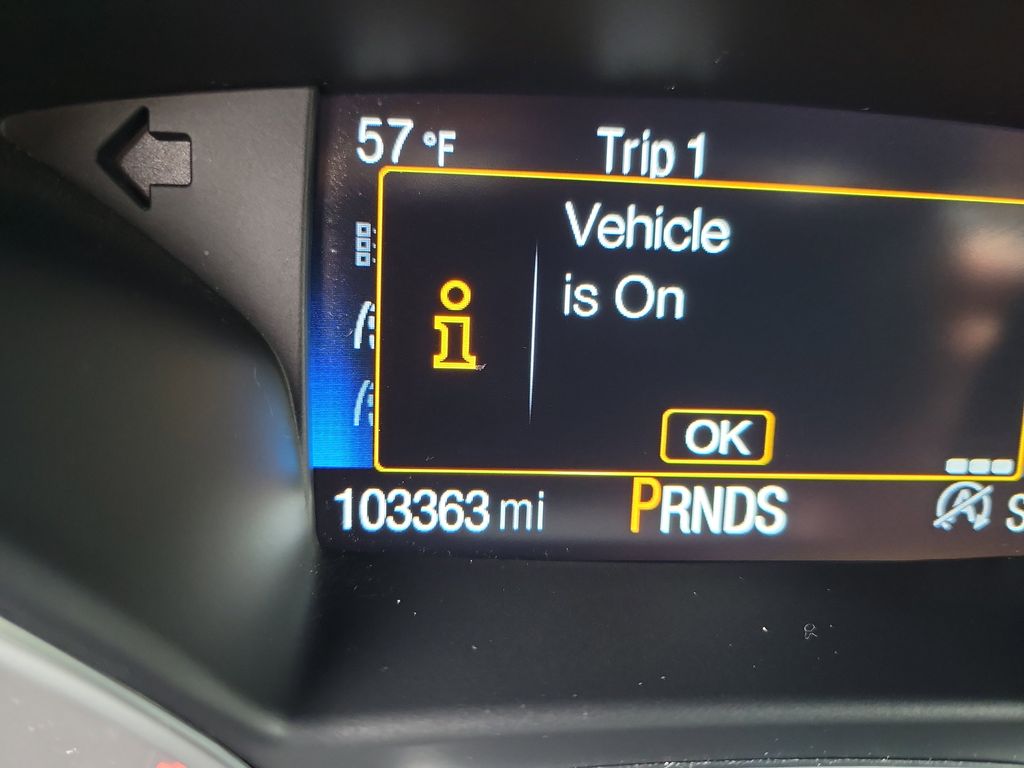 57 °F Trip 1
Vehicle
is On
OK
103363 mi PRNDS